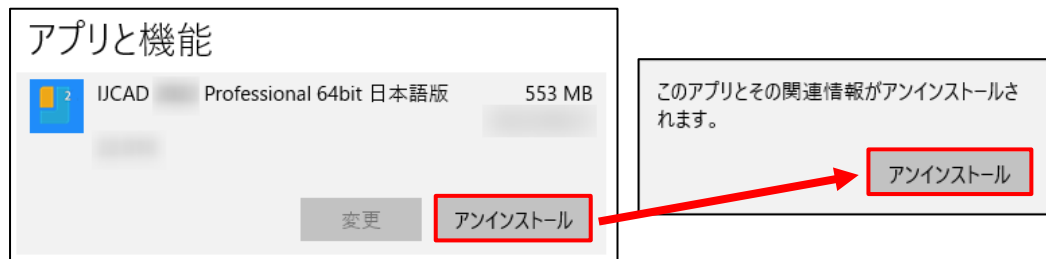 アプリと機能
IJCAD Professional 64bit 日本語版 553 MB
変更 アンインストール
このアプリとその関連情報がアンインストールさ
れます。
アンインストール